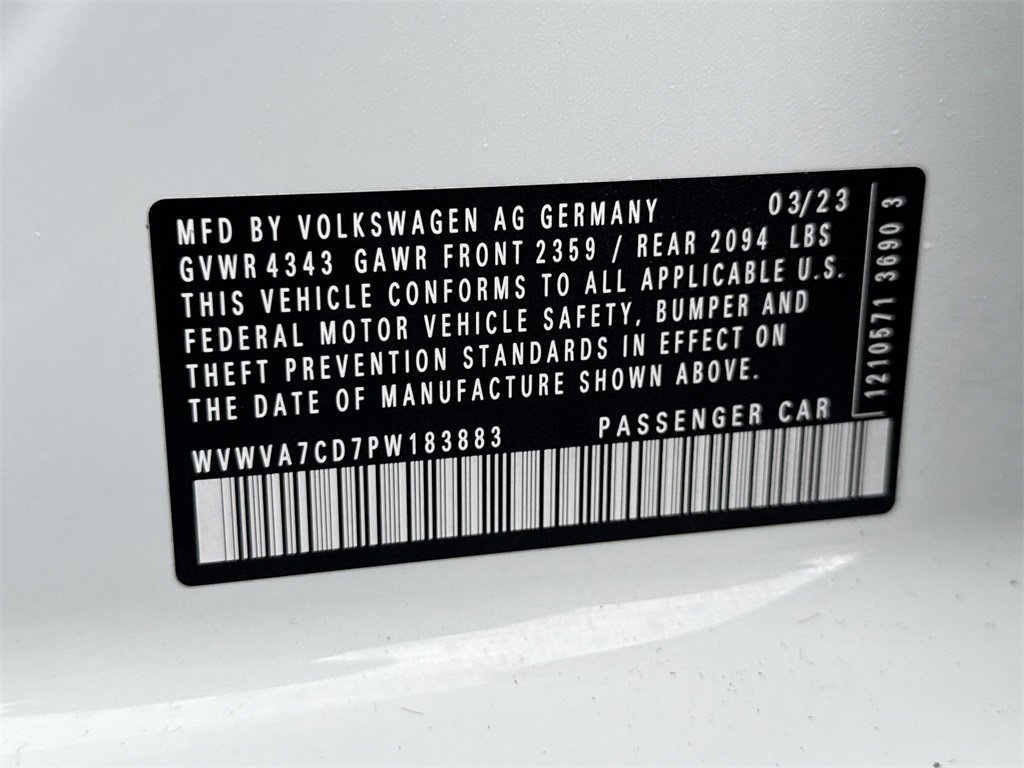 MFD BY VOLKSWAGEN AG GERMANY 03/23
GVWR 4343 GAWR FRONT 2359 / REAR 2094 LBS
THIS VEHICLE CONFORMS TO ALL APPLICABLE U.S.
FEDERAL MOTOR VEHICLE SAFETY, BUMPER AND
THEFT PREVENTION STANDARDS IN EFFECT ON
THE DATE OF MANUFACTURE SHOWN ABOVE.
WVWVA7CD7PW183883 PASSENGER CAR
1210571 3690 3